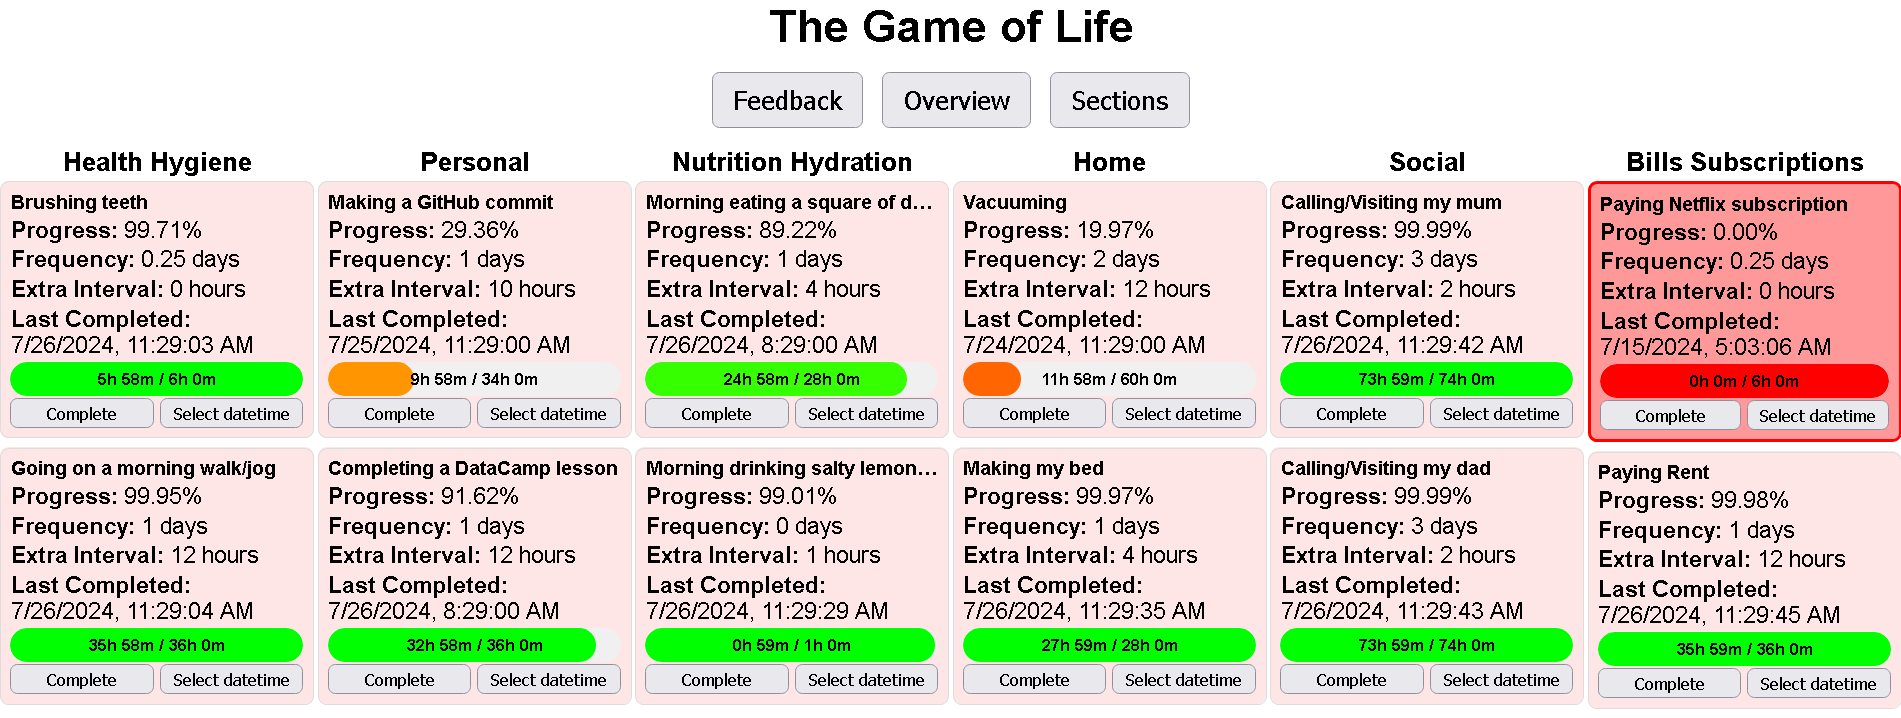 The Game of Life
Feedback
Overview
Sections
Health Hygiene
Brushing teeth
Progress: 99.71%
Frequency: 0.25 days
Extra Interval: 0 hours
Last Completed:
7/26/2024, 11:29:03 AM
5h 58m / 6h 0m
Complete
Select datetime
Going on a morning walk/jog
Progress: 99.95%
Frequency: 1 days
Extra Interval: 12 hours
Last Completed:
7/26/2024, 11:29:04 AM
35h 58m / 36h 0m
Complete
Select datetime
Personal
Making a GitHub commit
Progress: 29.36%
Frequency: 1 days
Extra Interval: 10 hours
Last Completed:
7/25/2024, 11:29:00 AM
9h 58m / 34h 0m
Complete
Select datetime
Completing a DataCamp lesson
Progress: 91.62%
Frequency: 1 days
Extra Interval: 12 hours
Last Completed:
7/26/2024, 8:29:00 AM
32h 58m / 36h 0m
Complete
Select datetime
Nutrition Hydration
Morning eating a square of d...
Progress: 89.22%
Frequency: 1 days
Extra Interval: 4 hours
Last Completed:
7/26/2024, 8:29:00 AM
24h 58m / 28h 0m
Complete
Select datetime
Morning drinking salty lemon...
Progress: 99.01%
Frequency: 0 days
Extra Interval: 1 hours
Last Completed:
7/26/2024, 11:29:29 AM
0h 59m / 1h 0m
Complete
Select datetime
Home
Vacuuming
Progress: 19.97%
Frequency: 2 days
Extra Interval: 12 hours
Last Completed:
7/24/2024, 11:29:00 AM
11h 58m / 60h 0m
Complete
Select datetime
Making my bed
Progress: 99.97%
Frequency: 1 days
Extra Interval: 4 hours
Last Completed:
7/26/2024, 11:29:35 AM
27h 59m / 28h 0m
Complete
Select datetime
Social
Calling/Visiting my mum
Progress: 99.99%
Frequency: 3 days
Extra Interval: 2 hours
Last Completed:
7/26/2024, 11:29:42 AM
73h 59m / 74h 0m
Complete
Select datetime
Calling/Visiting my dad
Progress: 99.99%
Frequency: 3 days
Extra Interval: 2 hours
Last Completed:
7/26/2024, 11:29:43 AM
73h 59m / 74h 0m
Complete
Select datetime
Bills Subscriptions
Paying Netflix subscription
Progress: 0.00%
Frequency: 0.25 days
Extra Interval: 0 hours
Last Completed:
7/15/2024, 5:03:06 AM
0h 0m / 6h 0m
Complete
Select datetime
Paying Rent
Progress: 99.98%
Frequency: 1 days
Extra Interval: 12 hours
Last Completed:
7/26/2024, 11:29:45 AM
35h 59m / 36h 0m
Complete
Select datetime